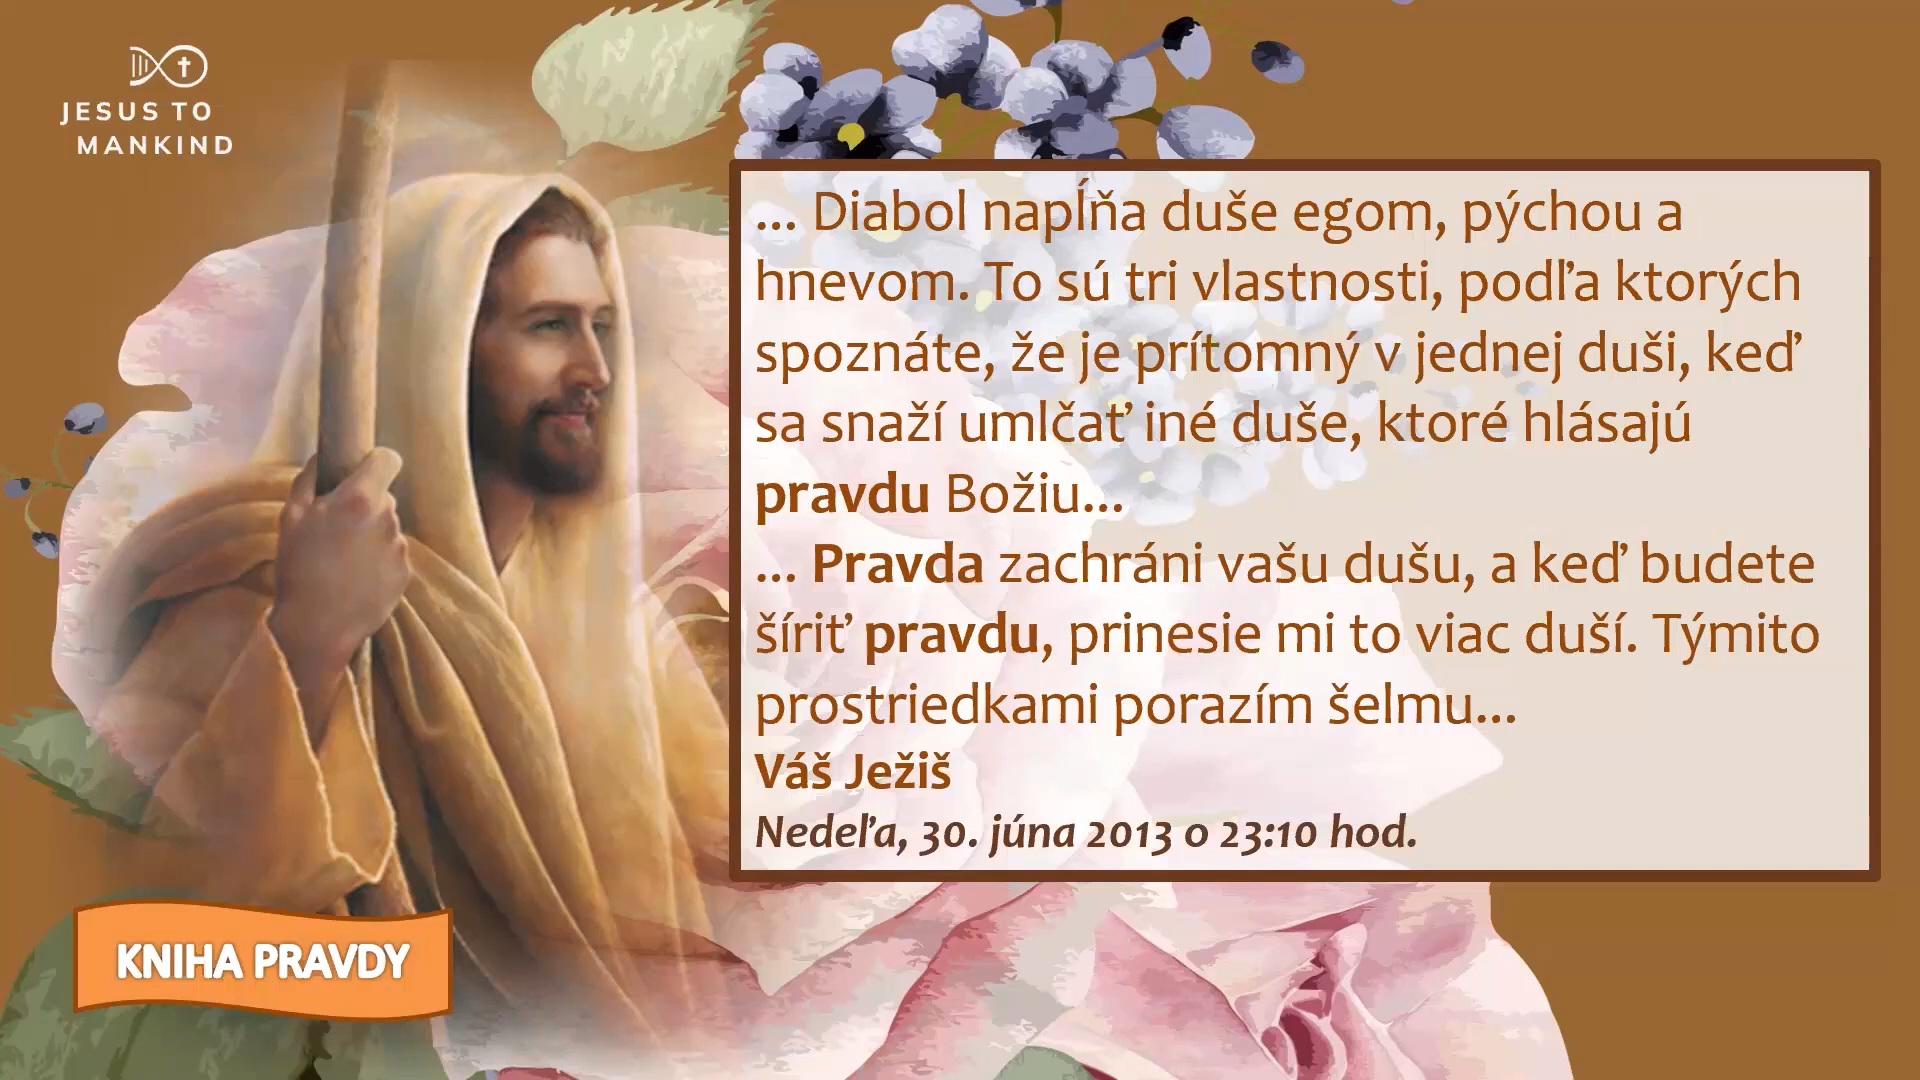 JESUS TO
MANKIND
... Diabol napĺňa duše egom, pýchou a
hnevom. To sú tri vlastnosti, podľa ktorých
spoznáte, že je prítomný v jednej duši, keď
sa snaží umlčať iné duše, ktoré hlásajú
pravdu Božiu...
... Pravda zachráni vašu dušu, a keď budete
šíriť pravdu, prinesie mi to viac duší. Týmito
prostriedkami porazím šelmu...
Váš Ježiš
Nedeľa, 30. júna 2013 o 23:10 hod.
KNIHA PRAVDY